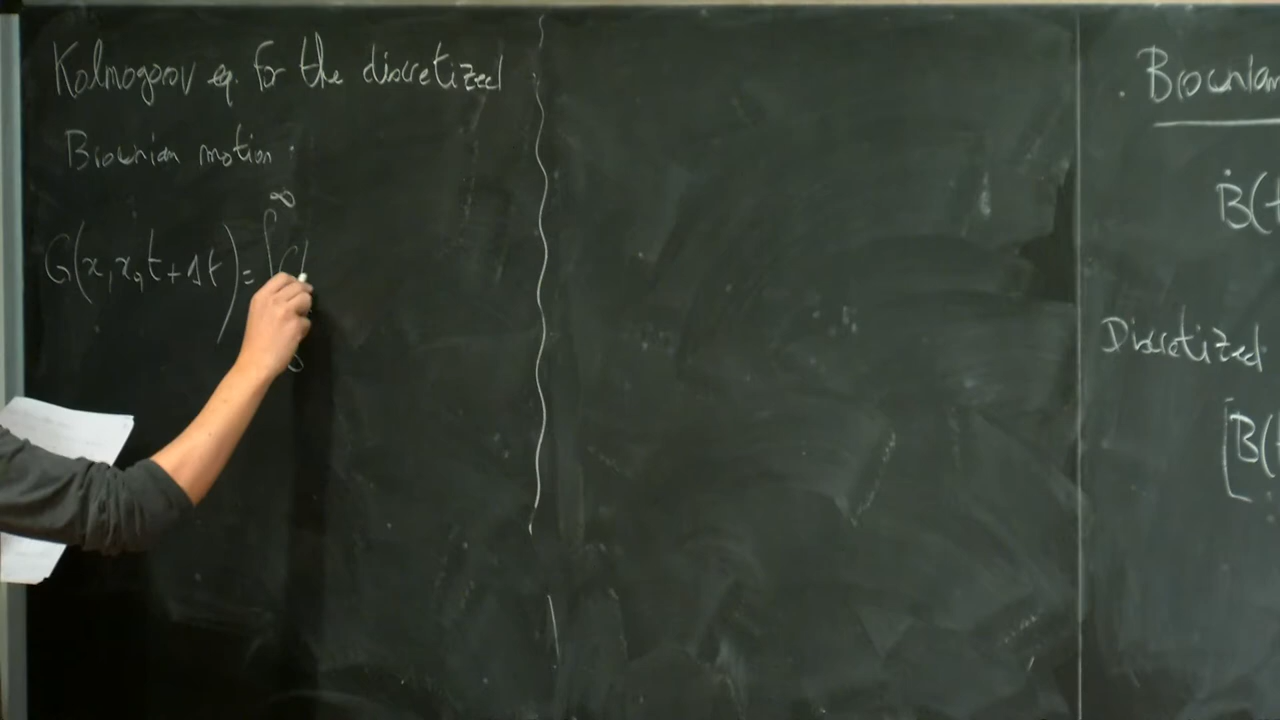 Kolmogorov eq. for the discretized
Brownian motion:
∞
G(x, x₀, t + Δt) = ∫ G(
Brownian
Ḃ(t
Discretized
[B(